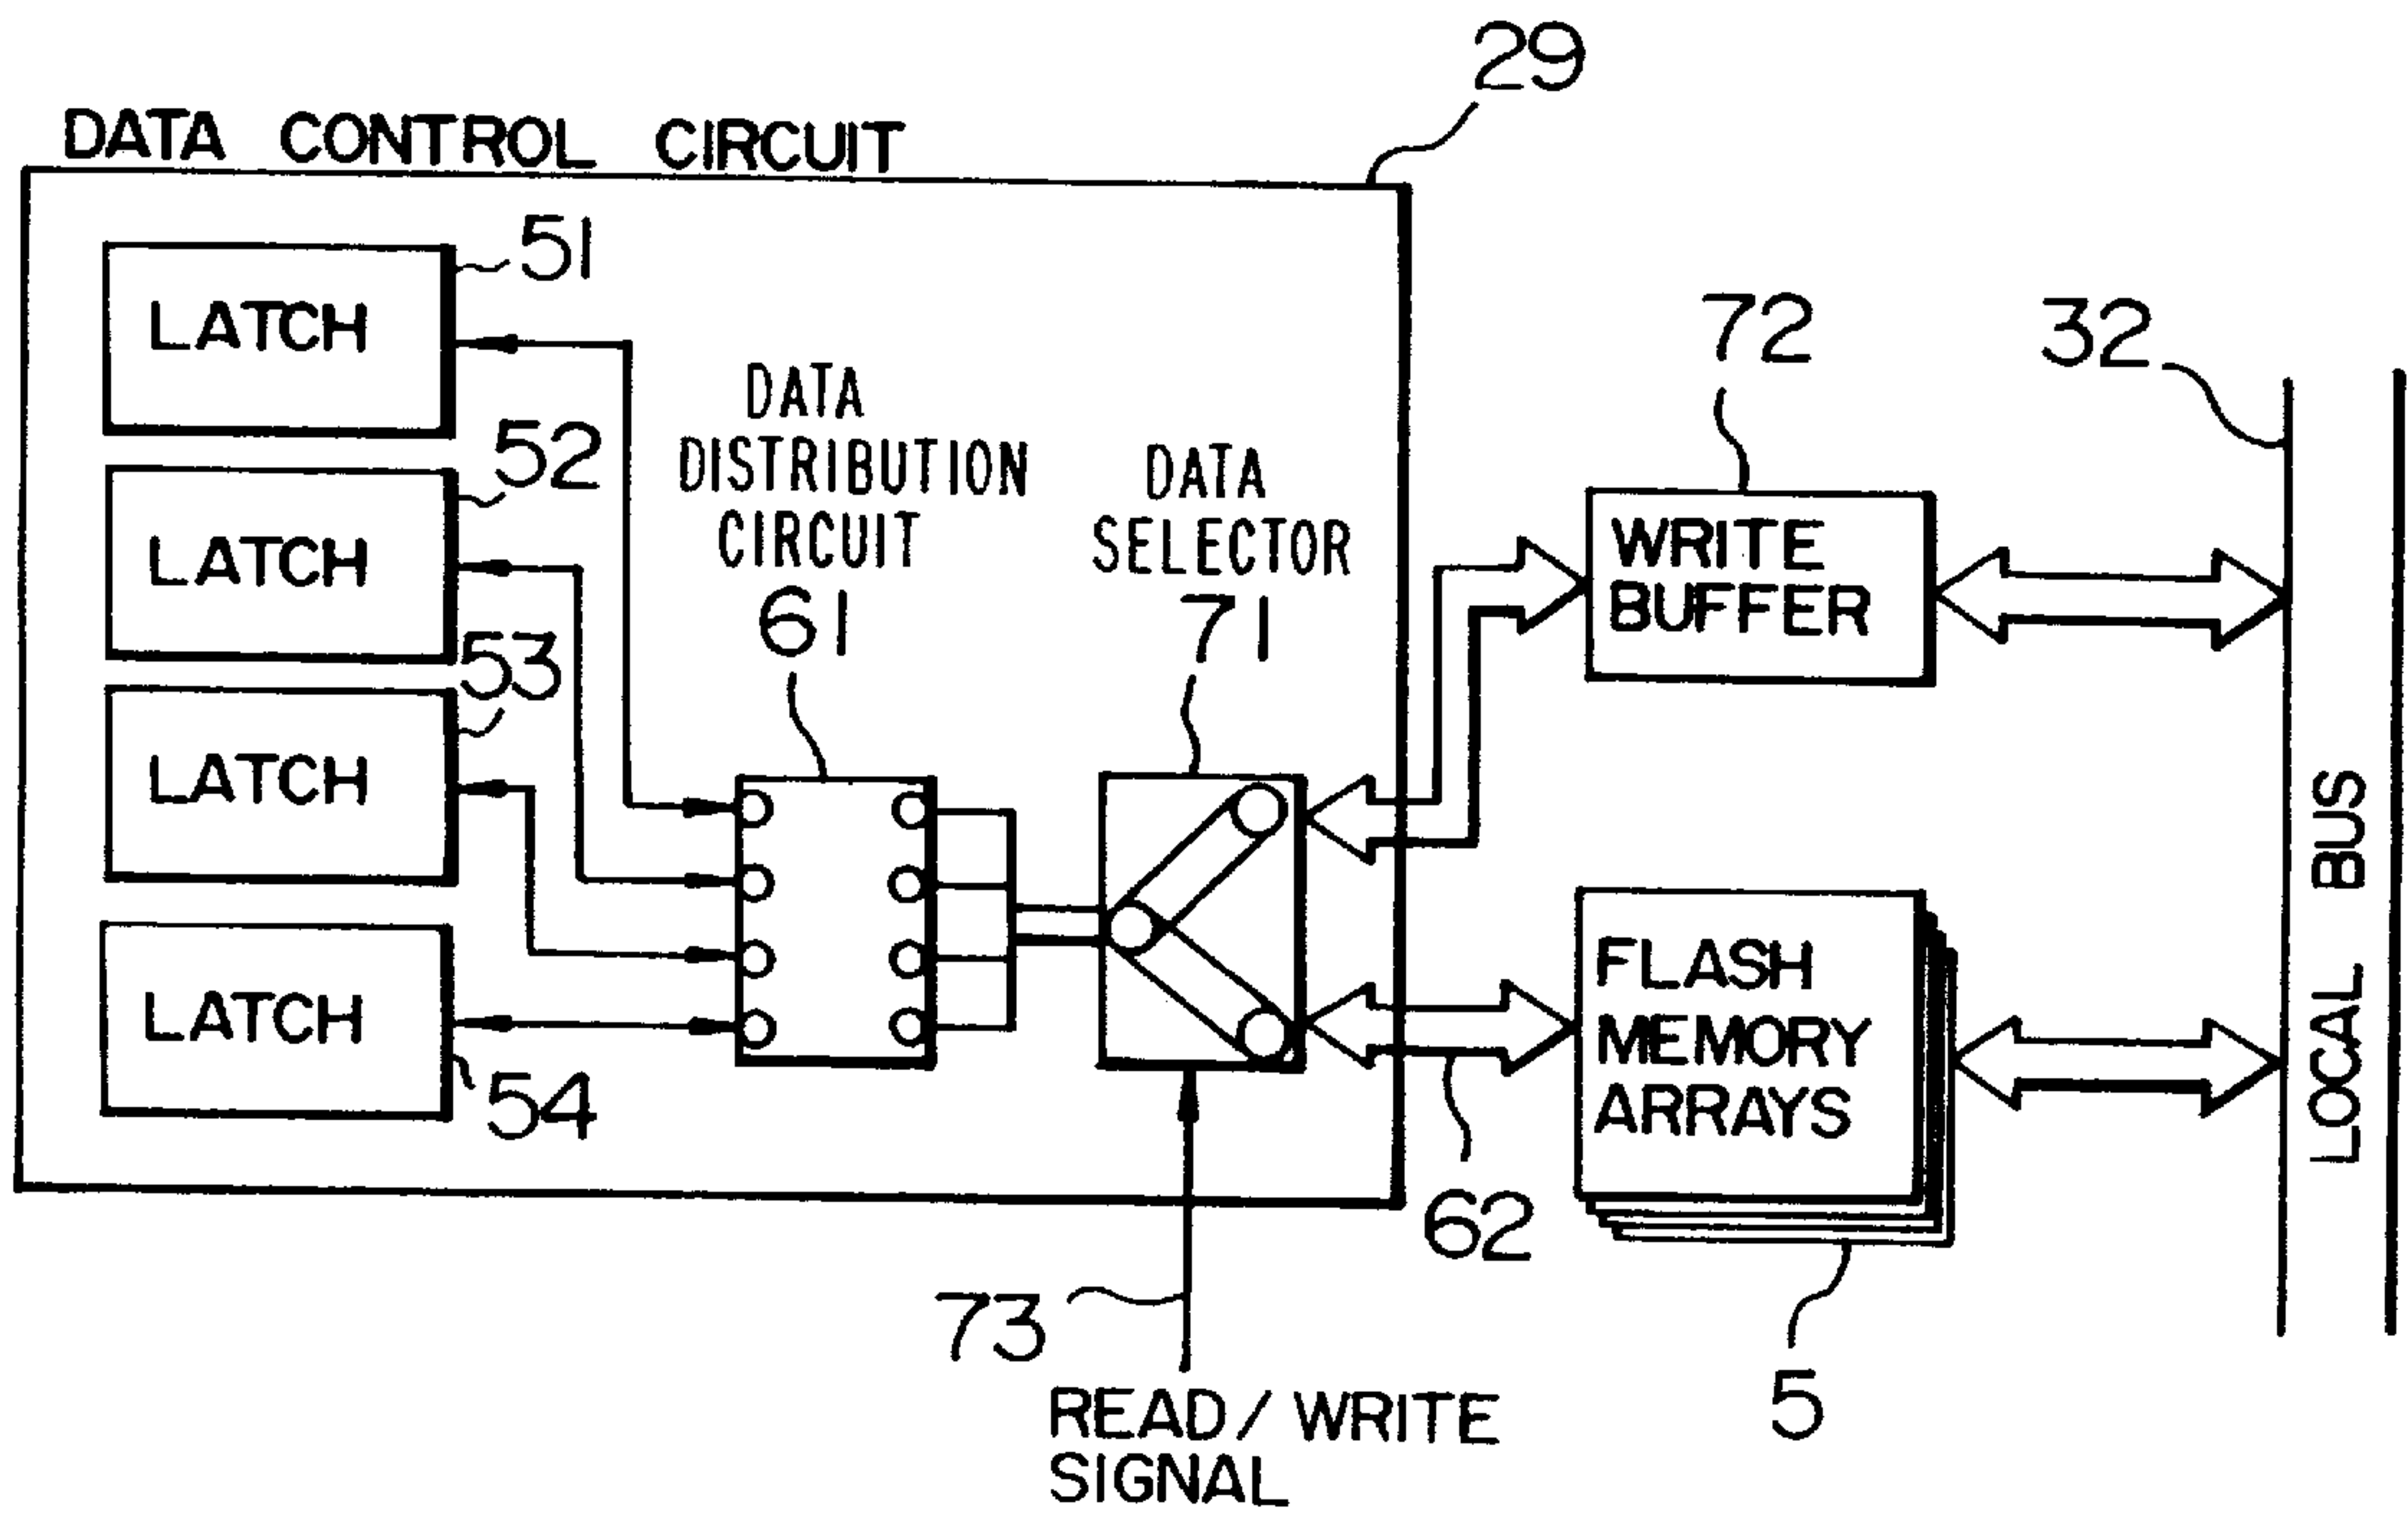 29
DATA CONTROL CIRCUIT
51
LATCH
52
LATCH
53
LATCH
54
LATCH
DATA
DISTRIBUTION
CIRCUIT
61
DATA
SELECTOR
71
72
WRITE
BUFFER
32
FLASH
MEMORY
ARRAYS
LOCAL BUS
62
5
73
READ/WRITE
SIGNAL